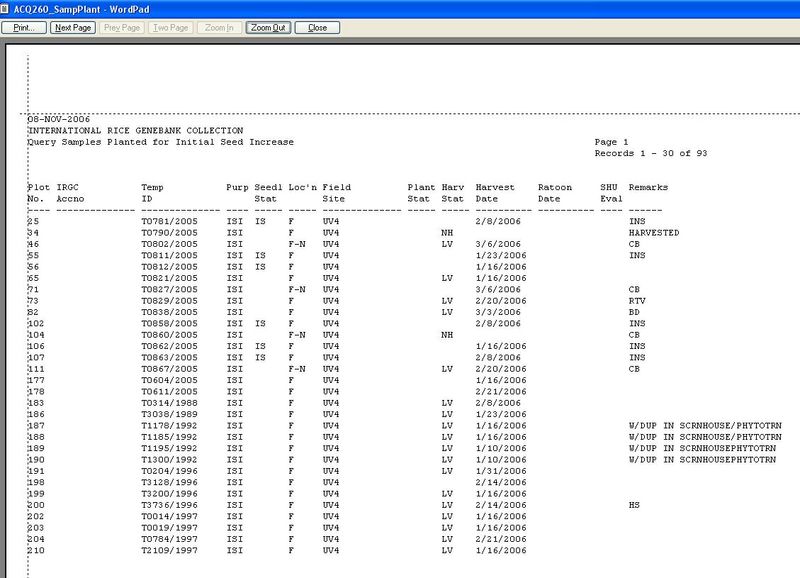 ACQ260_SampPlant - WordPad
Print... Next Page Prev Page Two Page Zoom In Zoom Out Close
08-NOV-2006
INTERNATIONAL RICE GENEBANK COLLECTION
Query Samples Planted for Initial Seed Increase Page 1
Records 1 - 30 of 93
Plot IRGC Temp Purp Seedl Loc'n Field Plant Harv Harvest Ratoon SHU Remarks
No. Accno ID Stat Site Stat Stat Date Date Eval
---- -------------- -------------- ---- ----- ----- -------------- ----- ---- ---------- ---------- ---- ------
25 T0781/2005 ISI IS F UV4 2/8/2006 INS
34 T0790/2005 ISI F UV4 NH HARVESTED
46 T0802/2005 ISI F-N UV4 LV 3/6/2006 CB
55 T0811/2005 ISI IS F UV4 1/23/2006 INS
56 T0812/2005 ISI IS F UV4 1/16/2006
65 T0821/2005 ISI F UV4 LV 1/16/2006
71 T0827/2005 ISI F-N UV4 3/6/2006 CB
73 T0829/2005 ISI F UV4 LV 2/20/2006 RTV
82 T0838/2005 ISI F UV4 LV 3/3/2006 BD
102 T0858/2005 ISI IS F UV4 2/8/2006 INS
104 T0860/2005 ISI F-N UV4 NH CB
106 T0862/2005 ISI IS F UV4 1/16/2006 INS
107 T0863/2005 ISI IS F UV4 2/8/2006 INS
111 T0867/2005 ISI F-N UV4 LV 2/20/2006 CB
177 T0604/2005 ISI F UV4 1/16/2006
178 T0611/2005 ISI F UV4 2/21/2006
183 T0314/1988 ISI F UV4 LV 2/8/2006
186 T3038/1989 ISI F UV4 LV 1/23/2006
187 T1178/1992 ISI F UV4 LV 1/16/2006 W/DUP IN SCRNHOUSE/PHYTOTRN
188 T1185/1992 ISI F UV4 LV 1/16/2006 W/DUP IN SCRNHOUSE/PHYTOTRN
189 T1195/1992 ISI F UV4 LV 1/10/2006 W/DUP IN SCRNHOUSEPHYTOTRN
190 T1300/1992 ISI F UV4 LV 1/10/2006 W/DUP IN SCRNHOUSEPHYTOTRN
191 T0204/1996 ISI F UV4 LV 1/31/2006
198 T3128/1996 ISI F UV4 2/14/2006
199 T3200/1996 ISI F UV4 LV 1/16/2006
200 T3736/1996 ISI F UV4 LV 2/14/2006 HS
202 T0014/1997 ISI F UV4 LV 1/16/2006
203 T0019/1997 ISI F UV4 LV 1/16/2006
204 T0784/1997 ISI F UV4 LV 2/21/2006
210 T2109/1997 ISI F UV4 LV 1/16/2006